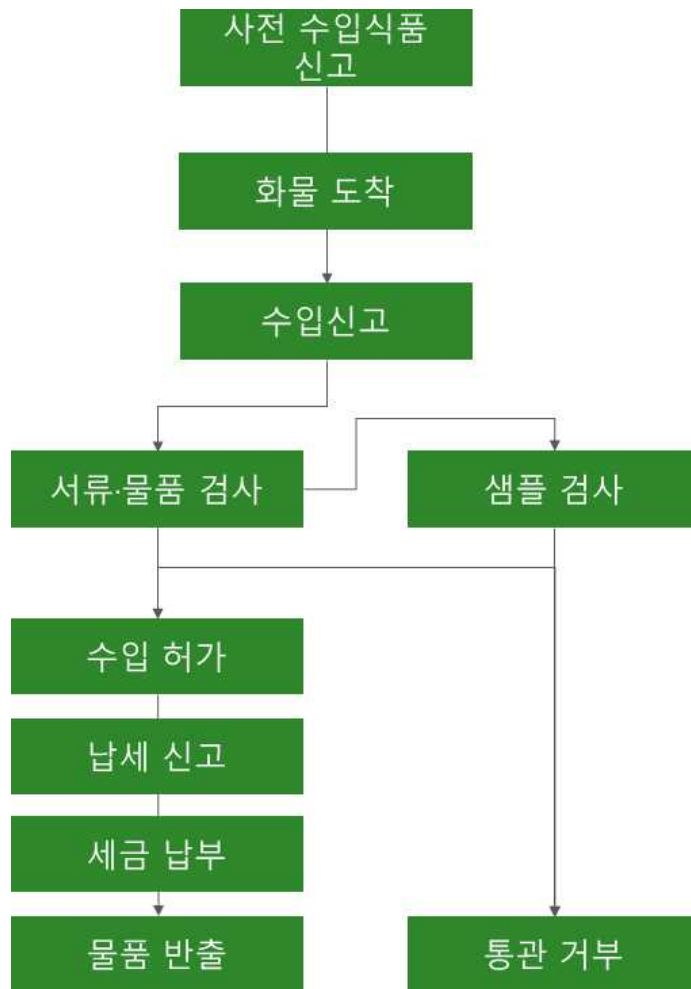 사전 수입식품
신고
화물 도착
수입신고
서류·물품 검사
샘플 검사
수입 허가
납세 신고
세금 납부
물품 반출
통관 거부